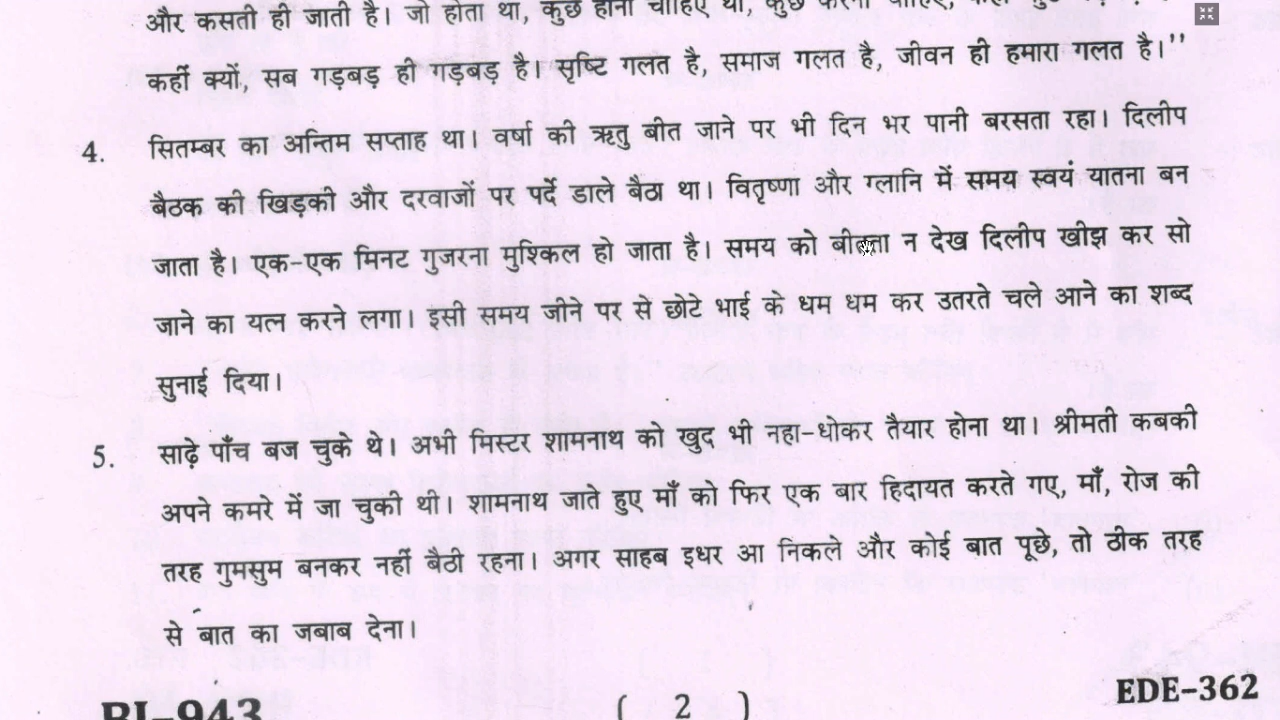 और कसती ही जाती है। जो होता था, कुछ होना चाहिए था, कुछ करना चाहिए,
कहीं क्यों, सब गड़बड़ ही गड़बड़ है। सृष्टि गलत है, समाज गलत है, जीवन ही हमारा गलत है।''
4. सितम्बर का अन्तिम सप्ताह था। वर्षा की ऋतु बीत जाने पर भी दिन भर पानी बरसता रहा। दिलीप
बैठक की खिड़की और दरवाजों पर पर्दे डाले बैठा था। वितृष्णा और ग्लानि में समय स्वयं यातना बन
जाता है। एक-एक मिनट गुजरना मुश्किल हो जाता है। समय को बीतता न देख दिलीप खीझ कर सो
जाने का यत्न करने लगा। इसी समय जीने पर से छोटे भाई के धम धम कर उतरते चले आने का शब्द
सुनाई दिया।
5. साढ़े पाँच बज चुके थे। अभी मिस्टर शामनाथ को खुद भी नहा-धोकर तैयार होना था। श्रीमती कबकी
अपने कमरे में जा चुकी थी। शामनाथ जाते हुए माँ को फिर एक बार हिदायत करते गए, माँ, रोज की
तरह गुमसुम बनकर नहीं बैठी रहना। अगर साहब इधर आ निकले और कोई बात पूछे, तो ठीक तरह
से बात का जबाब देना।
BI-943 ( 2 ) EDE-362